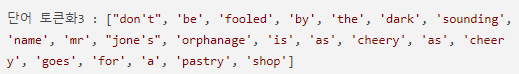 단어 토큰화3 : ["don't", 'be', 'fooled', 'by', 'the', 'dark', 'sounding',
'name', 'mr', "jone's", 'orphanage', 'is', 'as', 'cheery', 'as', 'cheer
y', 'goes', 'for', 'a', 'pastry', 'shop']